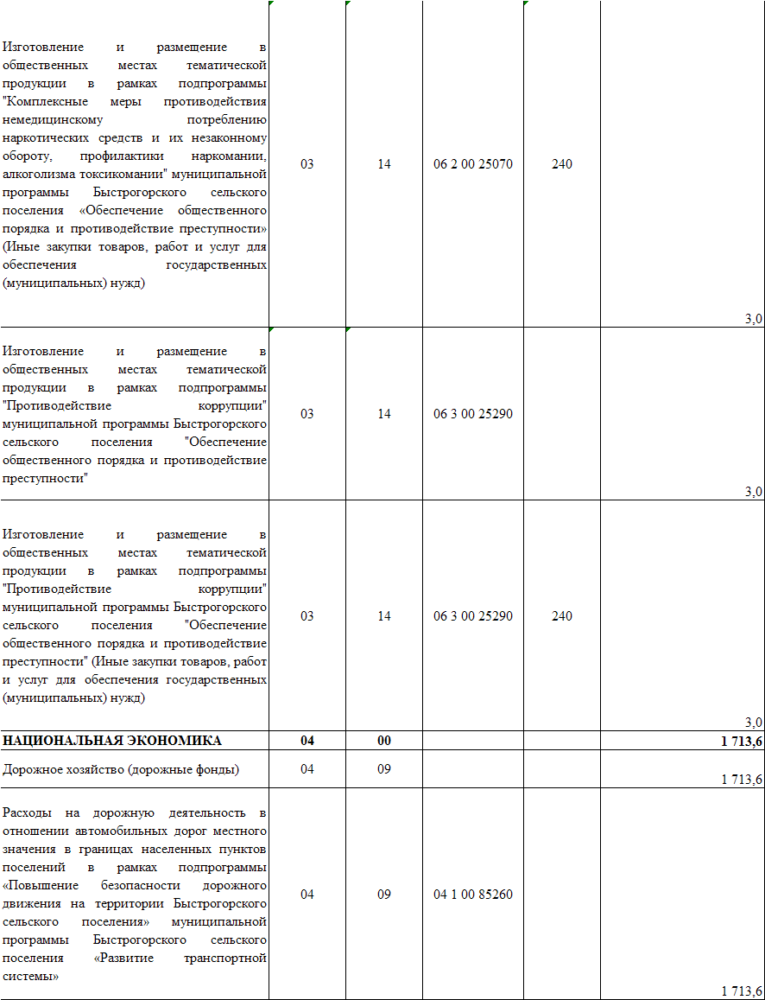 Изготовление и размещение в
общественных местах тематической
продукции в рамках подпрограммы
"Комплексные меры противодействия
немедицинскому потреблению
наркотических средств и их незаконному
обороту, профилактики наркомании,
алкоголизма токсикомании" муниципальной
программы Быстрогорского сельского
поселения «Обеспечение общественного
порядка и противодействие преступности»
(Иные закупки товаров, работ и услуг для
обеспечения государственных
(муниципальных) нужд)
03 14 06 2 00 25070 240 3,0
Изготовление и размещение в
общественных местах тематической
продукции в рамках подпрограммы
"Противодействие коррупции"
муниципальной программы Быстрогорского
сельского поселения "Обеспечение
общественного порядка и противодействие
преступности"
03 14 06 3 00 25290 3,0
Изготовление и размещение в
общественных местах тематической
продукции в рамках подпрограммы
"Противодействие коррупции"
муниципальной программы Быстрогорского
сельского поселения "Обеспечение
общественного порядка и противодействие
преступности" (Иные закупки товаров, работ
и услуг для обеспечения государственных
(муниципальных) нужд)
03 14 06 3 00 25290 240 3,0
НАЦИОНАЛЬНАЯ ЭКОНОМИКА 04 00 1 713,6
Дорожное хозяйство (дорожные фонды) 04 09 1 713,6
Расходы на дорожную деятельность в
отношении автомобильных дорог местного
значения в границах населенных пунктов
поселений в рамках подпрограммы
«Повышение безопасности дорожного
движения на территории Быстрогорского
сельского поселения» муниципальной
программы Быстрогорского сельского
поселения «Развитие транспортной
системы»
04 09 04 1 00 85260 1 713,6